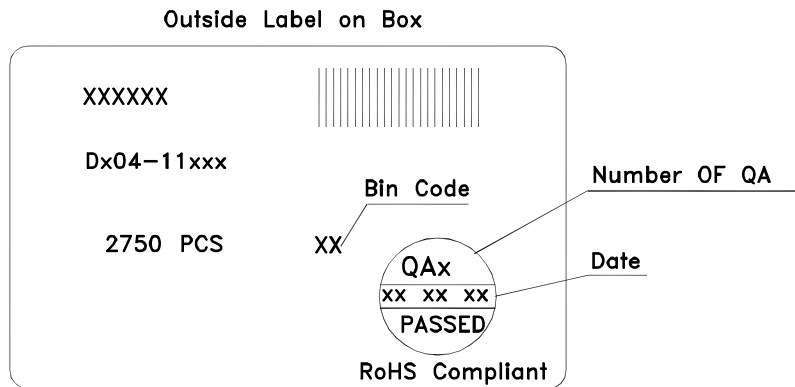 Outside Label on Box
XXXXXX
Dx04-11xxx
Bin Code
Number OF QA
2750 PCS
XX
QAx
Date
xx xx xx
PASSED
RoHS Compliant